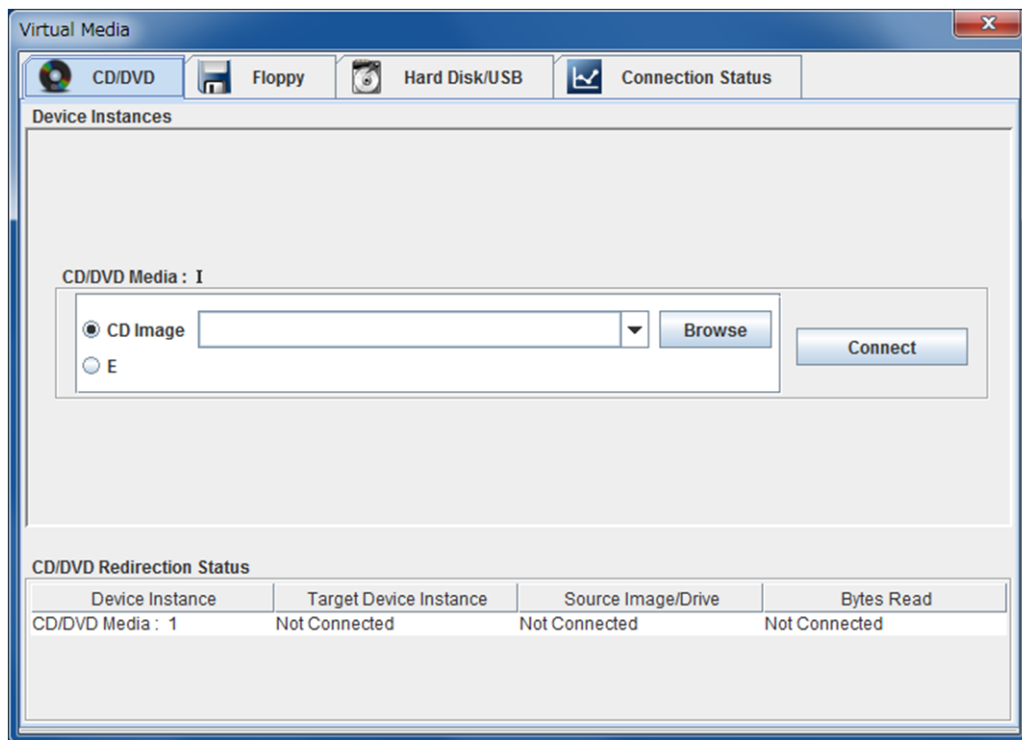 Virtual Media
CD/DVD Floppy Hard Disk/USB Connection Status
Device Instances
CD/DVD Media : I
CD Image Browse
Connect
E
CD/DVD Redirection Status
Device Instance Target Device Instance Source Image/Drive Bytes Read
CD/DVD Media : 1 Not Connected Not Connected Not Connected